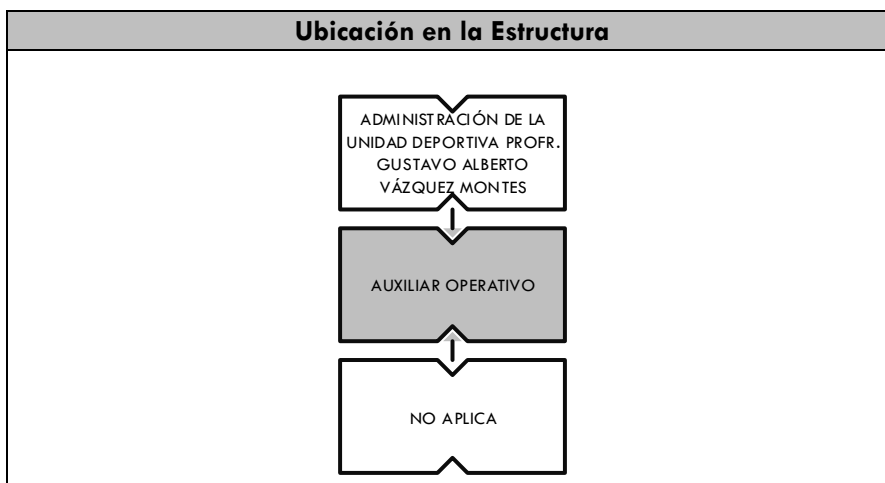 Ubicación en la Estructura
ADMINISTRACIÓN DE LA
UNIDAD DEPORTIVA PROFR.
GUSTAVO ALBERTO
VÁZQUEZ MONTES
AUXILIAR OPERATIVO
NO APLICA